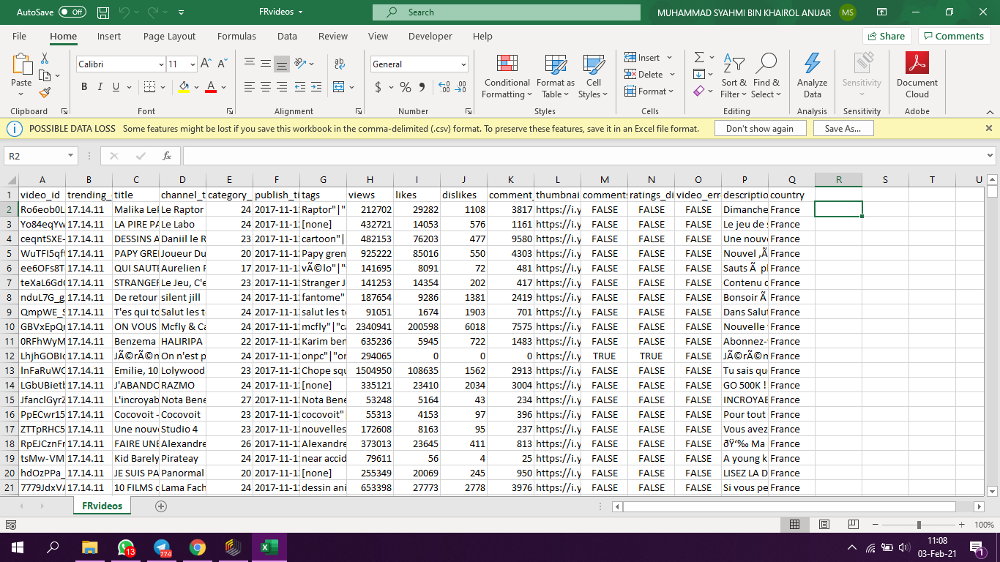 AutoSave Off FRvideos Search MUHAMMAD SYAHMI BIN KHAIROL ANUAR MS
File Home Insert Page Layout Formulas Data Review View Developer Help Share Comments
Calibri 11 General Insert
Paste B I U $ % , Conditional Formatting Format as Table Cell Styles Delete Format Sort & Filter Find & Select Analyze Data Sensitivity Document Cloud
Clipboard Font Alignment Number Styles Cells Editing Analysis Sensitivity Adobe
POSSIBLE DATA LOSS Some features might be lost if you save this workbook in the comma-delimited (.csv) format. To preserve these features, save it in an Excel file format. Don't show again Save As...
R2 fx
A B C D E F G H I J K L M N O P Q R S T U
1 video_id trending_ title channel_t category_ publish_ti tags views likes dislikes comment_ thumbnai comments ratings_di video_err descriptio country
2 Ro6eob0L 17.14.11 Malika Lel Le Raptor 24 2017-11-1 Raptor"|" 212702 29282 1108 3817 https://i.y FALSE FALSE FALSE Dimanche France
3 Yo84eqYw 17.14.11 LA PIRE PA Le Labo 24 2017-11-1 [none] 432721 14053 576 1161 https://i.y FALSE FALSE FALSE Le jeu de s France
4 ceqntSXE- 17.14.11 DESSINS A Daniil le R 23 2017-11-1 cartoon"| 482153 76203 477 9580 https://i.y FALSE FALSE FALSE Une nouv France
5 WuTFI5qf 17.14.11 PAPY GRE Joueur Du 20 2017-11-1 Papy gren 925222 85016 550 4303 https://i.y FALSE FALSE FALSE Nouvel ,Ã France
6 ee6OFs8T 17.14.11 QUI SAUTE Aurelien F 17 2017-11-1 vÃ©lo"|" 141695 8091 72 481 https://i.y FALSE FALSE FALSE Sauts Ã pl France
7 teXaL6Gd 17.14.11 STRANGER Le Jeu, C'e 23 2017-11-1 Stranger J 141253 14354 202 417 https://i.y FALSE FALSE FALSE Contenu d France
8 nduL7G_g 17.14.11 De retour silent jill 24 2017-11-1 fantome" 187654 9286 1381 2419 https://i.y FALSE FALSE FALSE Bonsoir Ã France
9 QmpWE_S 17.14.11 T'es qui to Salut les t 24 2017-11-1 salut les t 91051 1674 1903 701 https://i.y FALSE FALSE FALSE Dans Salut France
10 GBVxEpQr 17.14.11 ON VOUS Mcfly & Ca 24 2017-11-1 mcfly"|"ca 2340941 200598 6018 7575 https://i.y FALSE FALSE FALSE Nouvelle France
11 0RFhWyM 17.14.11 Benzema HALIRIPA 22 2017-11-1 Karim ben 635236 5945 722 1483 https://i.y FALSE FALSE FALSE Abonnez- France
12 LhjhGOBIc 17.14.11 JÃ©rÃ©m On n'est p 24 2017-11-1 onpc"|"or 294065 0 0 0 https://i.y TRUE TRUE FALSE JÃ©rÃ©m France
13 lnFaRuWC 17.14.11 Emilie, 10 Lolywood 23 2017-11-1 Chope squ 1504950 108635 1562 2913 https://i.y FALSE FALSE FALSE Tu sais qu France
14 LGbUBietb 17.14.11 J'ABANDO RAZMO 24 2017-11-1 [none] 335121 23410 2034 3004 https://i.y FALSE FALSE FALSE GO 500K ! France
15 JfanclGyrZ 17.14.11 L'incroyab Nota Bene 27 2017-11-1 Nota Bene 53248 5164 43 234 https://i.y FALSE FALSE FALSE INCROYAB France
16 PpECwr15 17.14.11 Cocovoit - Cocovoit 23 2017-11-1 cocovoit" 55313 4153 97 396 https://i.y FALSE FALSE FALSE Pour tout France
17 ZTTpRHC5 17.14.11 Une nouv Studio 4 23 2017-11-1 nouvelles 172608 8163 95 237 https://i.y FALSE FALSE FALSE Vous avez France
18 RpEJCznFr 17.14.11 FAIRE UNE Alexandre 26 2017-11-1 Alexandre 373013 23645 411 813 https://i.y FALSE FALSE FALSE ðŸ‘‰ Ma France
19 tsMw-VM 17.14.11 Kid Barely Pirateay 24 2017-11-1 near accid 79611 56 4 25 https://i.y FALSE FALSE FALSE A young k France
20 hdOzPPa_ 17.14.11 JE SUIS PA Panormal 20 2017-11-1 [none] 255349 20069 245 950 https://i.y FALSE FALSE FALSE LISEZ LA D France
21 7779JdxVA 17.14.11 10 FILMS c Lama Fach 24 2017-11-1 dessin ani 653398 27773 2778 3976 https://i.y FALSE FALSE FALSE Si vous pe France
FRvideos
100%
13 774 11:08
03-Feb-21 1